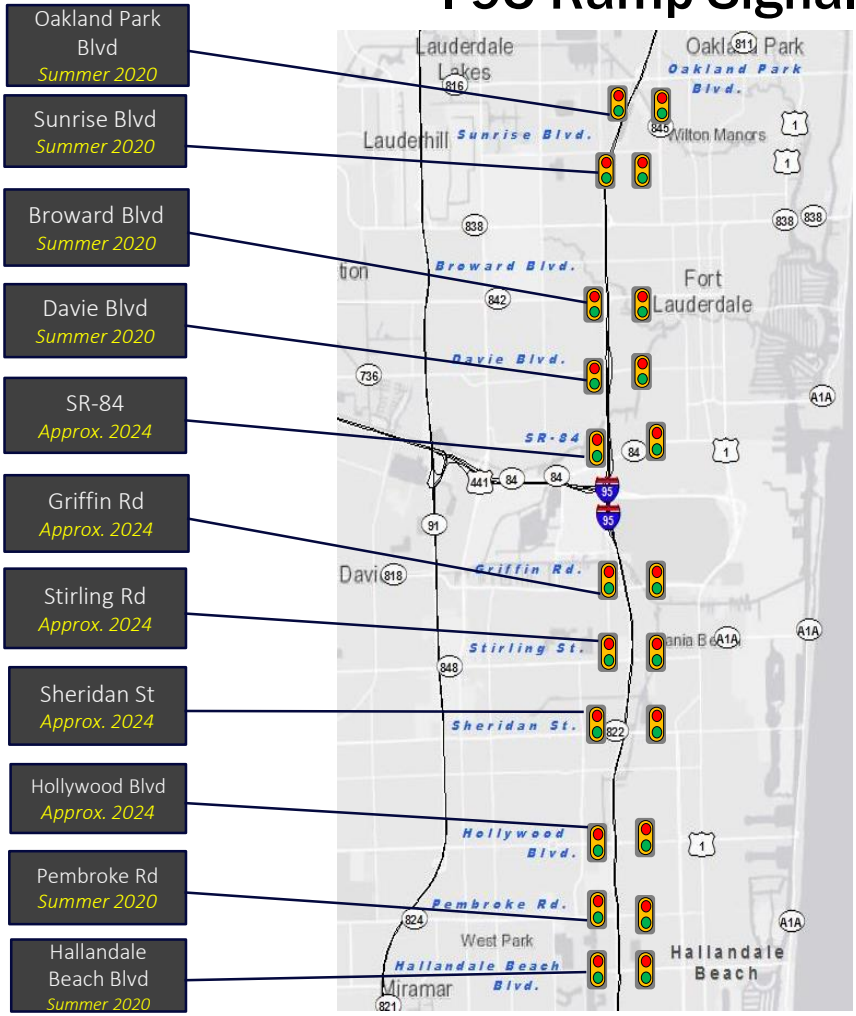 Ramp Signal
Oakland Park
Blvd
Summer 2020
Sunrise Blvd
Summer 2020
Broward Blvd
Summer 2020
Davie Blvd
Summer 2020
SR-84
Approx. 2024
Griffin Rd
Approx. 2024
Stirling Rd
Approx. 2024
Sheridan St
Approx. 2024
Hollywood Blvd
Approx. 2024
Pembroke Rd
Summer 2020
Hallandale
Beach Blvd
Summer 2020
Lauderdale
Lakes
816
811
Oakland Park
Oakland Park
Blvd.
Lauderhill
Sunrise Blvd.
845
Wilton Manors
1
1
838
838
838
tion
Broward Blvd.
842
Fort
Lauderdale
Davie Blvd.
736
A1A
SR-84
84
1
441
84
84
95
95
91
Davie
818
Griffin Rd.
Stirling St.
ania Be
A1A
A1A
848
Sheridan St.
822
Hollywood
Blvd.
1
Pembroke Rd.
824
A1A
West Park
Hallandale Beach
Blvd.
Hallandale
Beach
Miramar
821